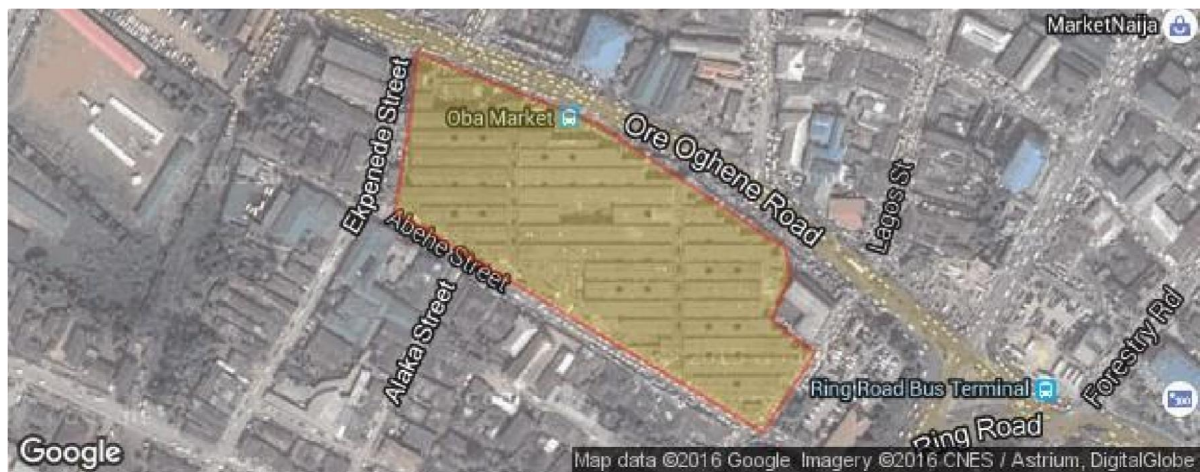 MarketNaija
Ekpenede Street
Oba Market
Ore Oghene Road
Lagos St
Abehe Street
Alaka Street
Forestry Rd
Ring Road Bus Terminal
Ring Road
Google
Map data ©2016 Google Imagery ©2016 CNES / Astrium, DigitalGlobe